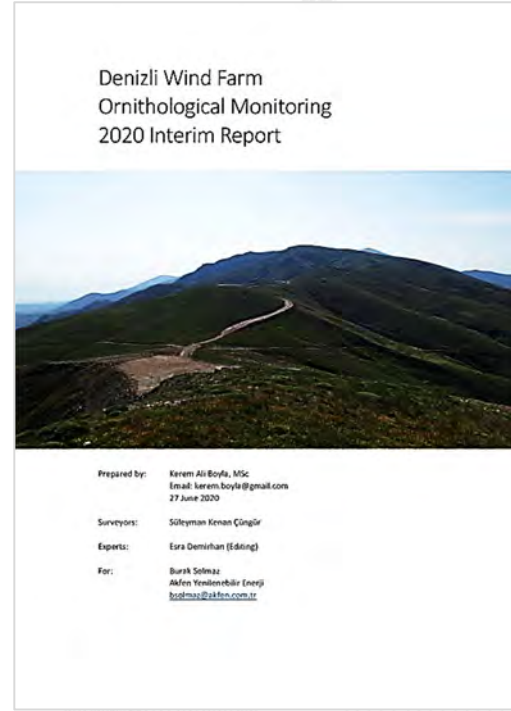 Denizli Wind Farm
Ornithological Monitoring
2020 Interim Report
Prepared by: Kerem Ali Boyla, MSc
Email: kerem.boyla@gmail.com
27 June 2020
Surveyors: Süleyman Kenan Çüngür
Experts: Esra Demirhan (Editing)
For: Burak Solmaz
Akfen Yenilenebilir Enerji
bsolmaz@akfen.com.tr